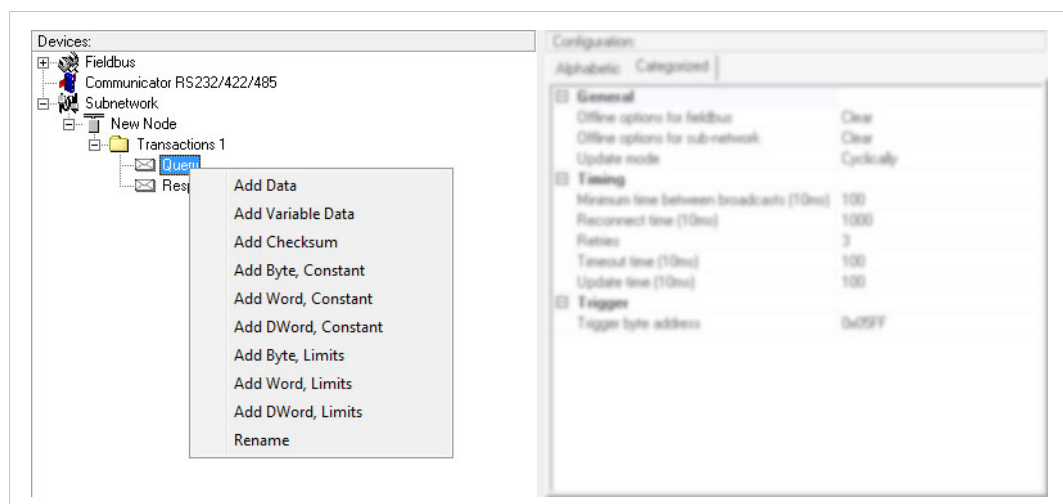 Devices:
Fieldbus
Communicator RS232/422/485
Subnetwork
New Node
Transactions 1
Query
Resp
Add Data
Add Variable Data
Add Checksum
Add Byte, Constant
Add Word, Constant
Add DWord, Constant
Add Byte, Limits
Add Word, Limits
Add DWord, Limits
Rename
Configuration:
Alphabetic Categorized
General
Offline options for fieldbus Clear
Offline options for sub-network Clear
Update mode Cyclically
Timing
Minimum time between broadcasts (10ms) 100
Reconnect time (10ms) 1000
Retries 3
Timeout time (10ms) 100
Update time (10ms) 100
Trigger
Trigger byte address 0x05FF